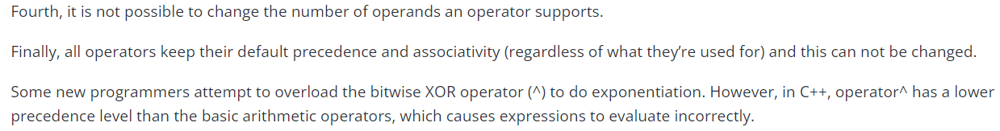 Fourth, it is not possible to change the number of operands an operator supports.
Finally, all operators keep their default precedence and associativity (regardless of what they’re used for) and this can not be changed.
Some new programmers attempt to overload the bitwise XOR operator (^) to do exponentiation. However, in C++, operator^ has a lower
precedence level than the basic arithmetic operators, which causes expressions to evaluate incorrectly.